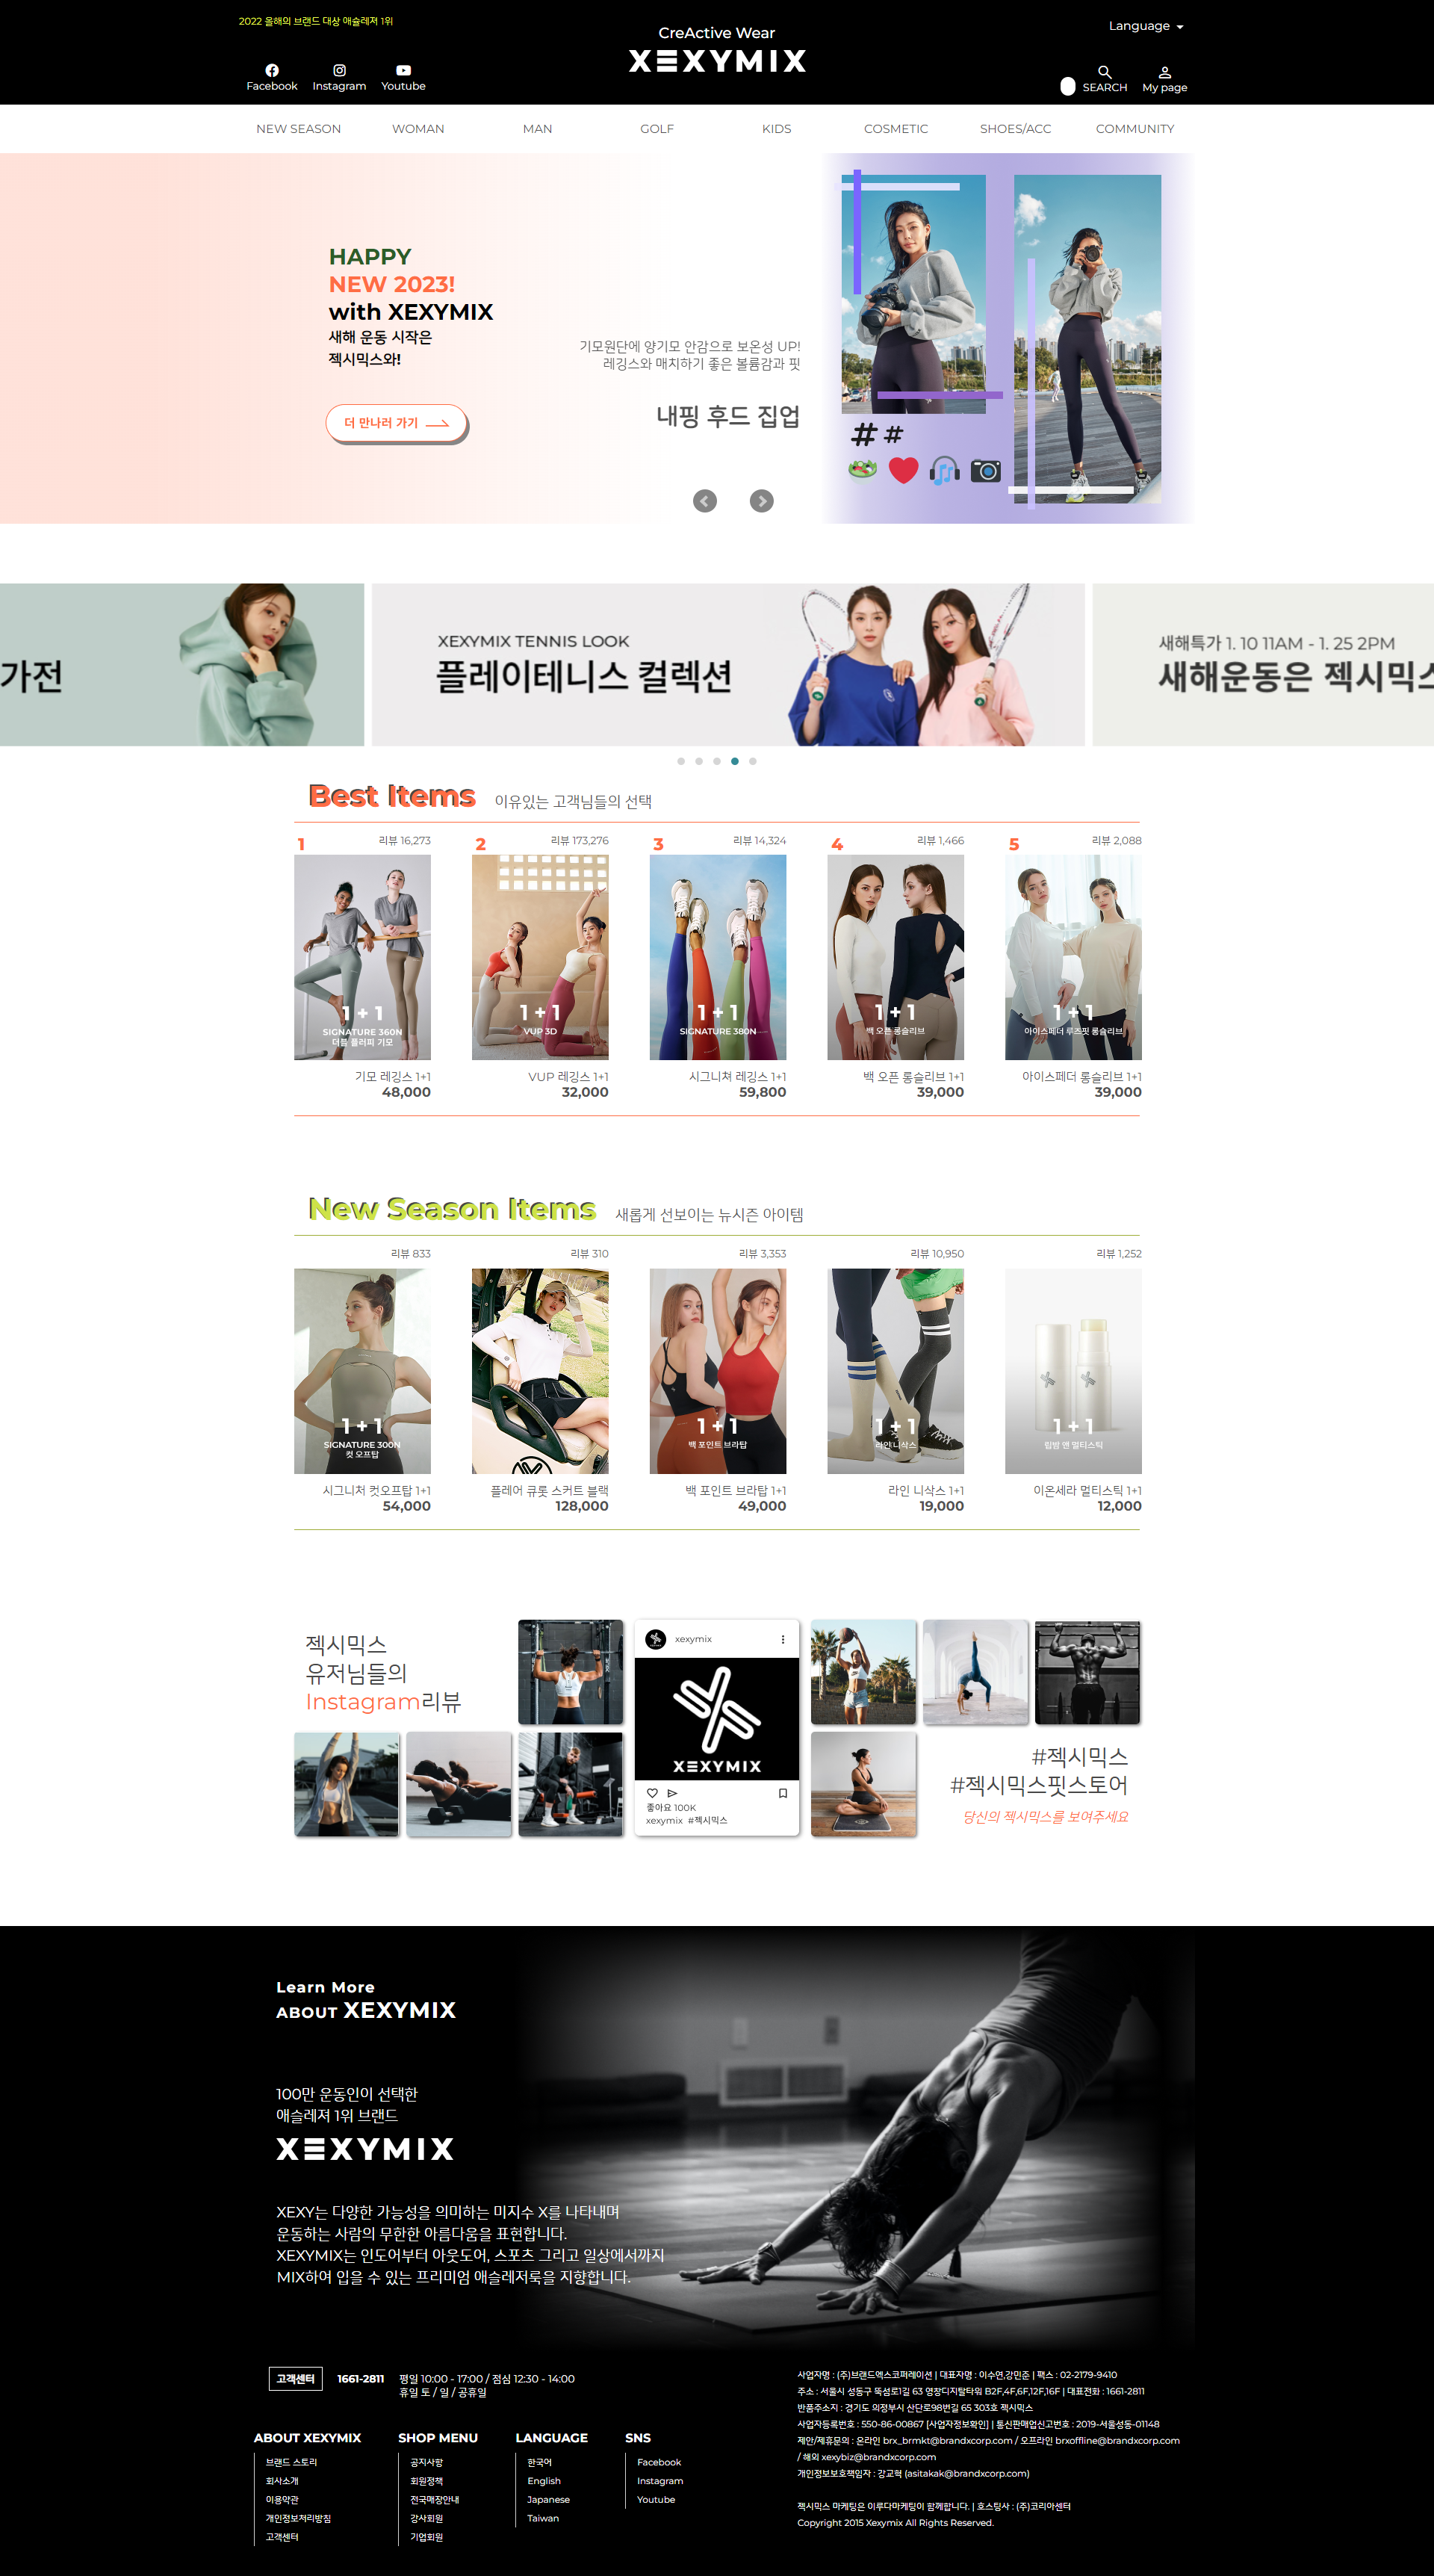 2022 올해의 브랜드 대상 애슬레저 1위
Facebook
Instagram
Youtube
CreActive Wear
XEXYMIX
Language
SEARCH
My page
NEW SEASON
WOMAN
MAN
GOLF
KIDS
COSMETIC
SHOES/ACC
COMMUNITY
HAPPY
NEW 2023!
with XEXYMIX
새해 운동 시작은
젝시믹스와!
더 만나러 가기
기모원단에 양기모 안감으로 보온성 UP!
레깅스와 매치하기 좋은 볼륨감과 핏
내핑 후드 집업
# #
가전
XEXYMIX TENNIS LOOK
플레이테니스 컬렉션
새해특가 1. 10 11AM - 1. 25 2PM
새해운동은 젝시믹스
Best Items
이유있는 고객님들의 선택
1
리뷰 16,273
2
리뷰 173,276
3
리뷰 14,324
4
리뷰 1,466
5
리뷰 2,088
1 + 1
SIGNATURE 360N
더플 플러피 기모
1 + 1
VUP 3D
1 + 1
SIGNATURE 380N
1 + 1
백 오픈 롱슬리브
1 + 1
아이스페더 루즈핏 롱슬리브
기모 레깅스 1+1
48,000
VUP 레깅스 1+1
32,000
시그니쳐 레깅스 1+1
59,800
백 오픈 롱슬리브 1+1
39,000
아이스페더 롱슬리브 1+1
39,000
New Season Items
새롭게 선보이는 뉴시즌 아이템
리뷰 833
리뷰 310
리뷰 3,353
리뷰 10,950
리뷰 1,252
1 + 1
SIGNATURE 300N
컷 오프탑
1 + 1
백 포인트 브라탑
1 + 1
라인 니삭스
1 + 1
립밤 앤 멀티스틱
시그니처 컷오프탑 1+1
54,000
플레어 큐롯 스커트 블랙
128,000
백 포인트 브라탑 1+1
49,000
라인 니삭스 1+1
19,000
이온세라 멀티스틱 1+1
12,000
젝시믹스
유저님들의
Instagram리뷰
xexymix
XEXYMIX
좋아요 100K
xexymix #젝시믹스
#젝시믹스
#젝시믹스핏스토어
당신의 젝시믹스를 보여주세요
Learn More
ABOUT XEXYMIX
100만 운동인이 선택한
애슬레져 1위 브랜드
XEXYMIX
XEXY는 다양한 가능성을 의미하는 미지수 X를 나타내며
운동하는 사람의 무한한 아름다움을 표현합니다.
XEXYMIX는 인도어부터 아웃도어, 스포츠 그리고 일상에서까지
MIX하여 입을 수 있는 프리미엄 애슬레저룩을 지향합니다.
고객센터
1661-2811
평일 10:00 - 17:00 / 점심 12:30 - 14:00
휴일 토 / 일 / 공휴일
ABOUT XEXYMIX
브랜드 스토리
회사소개
이용약관
개인정보처리방침
고객센터
SHOP MENU
공지사항
회원정책
전국매장안내
강사회원
기업회원
LANGUAGE
한국어
English
Japanese
Taiwan
SNS
Facebook
Instagram
Youtube
사업자명 : (주)브랜드엑스코퍼레이션 | 대표자명 : 이수연,강민준 | 팩스 : 02-2179-9410
주소 : 서울시 성동구 뚝섬로1길 63 영창디지탈타워 B2F,4F,6F,12F,16F | 대표전화 : 1661-2811
반품주소지 : 경기도 의정부시 산단로98번길 65 303호 젝시믹스
사업자등록번호 : 550-86-00867 [사업자정보확인] | 통신판매업신고번호 : 2019-서울성동-01148
제안/제휴문의 : 온라인 brx_brmkt@brandxcorp.com / 오프라인 brxoffline@brandxcorp.com
/ 해외 xexybiz@brandxcorp.com
개인정보보호책임자 : 강교혁 (asitakak@brandxcorp.com)
젝시믹스 마케팅은 이루다마케팅이 함께합니다. | 호스팅사 : (주)코리아센터
Copyright 2015 Xexymix All Rights Reserved.